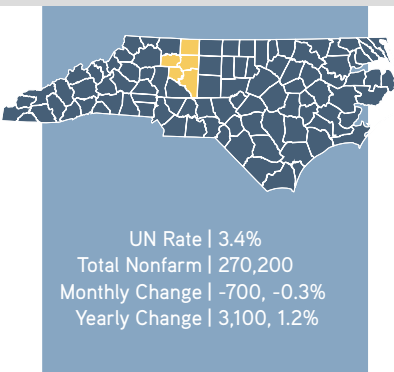 UN Rate | 3.4%
Total Nonfarm | 270,200
Monthly Change | -700, -0.3%
Yearly Change | 3,100, 1.2%